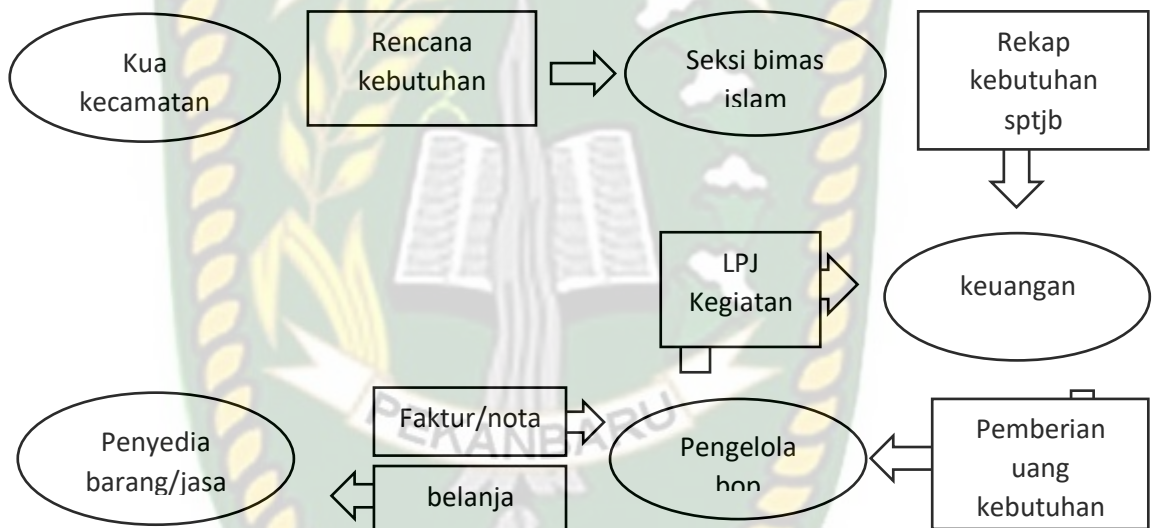 Kua
kecamatan
Rencana
kebutuhan
Seksi bimas
islam
Rekap
kebutuhan
sptjb
LPJ
Kegiatan
keuangan
Penyedia
barang/jasa
Faktur/nota
belanja
Pengelola
bop
Pemberian
uang
kebutuhan
PEKANBARU